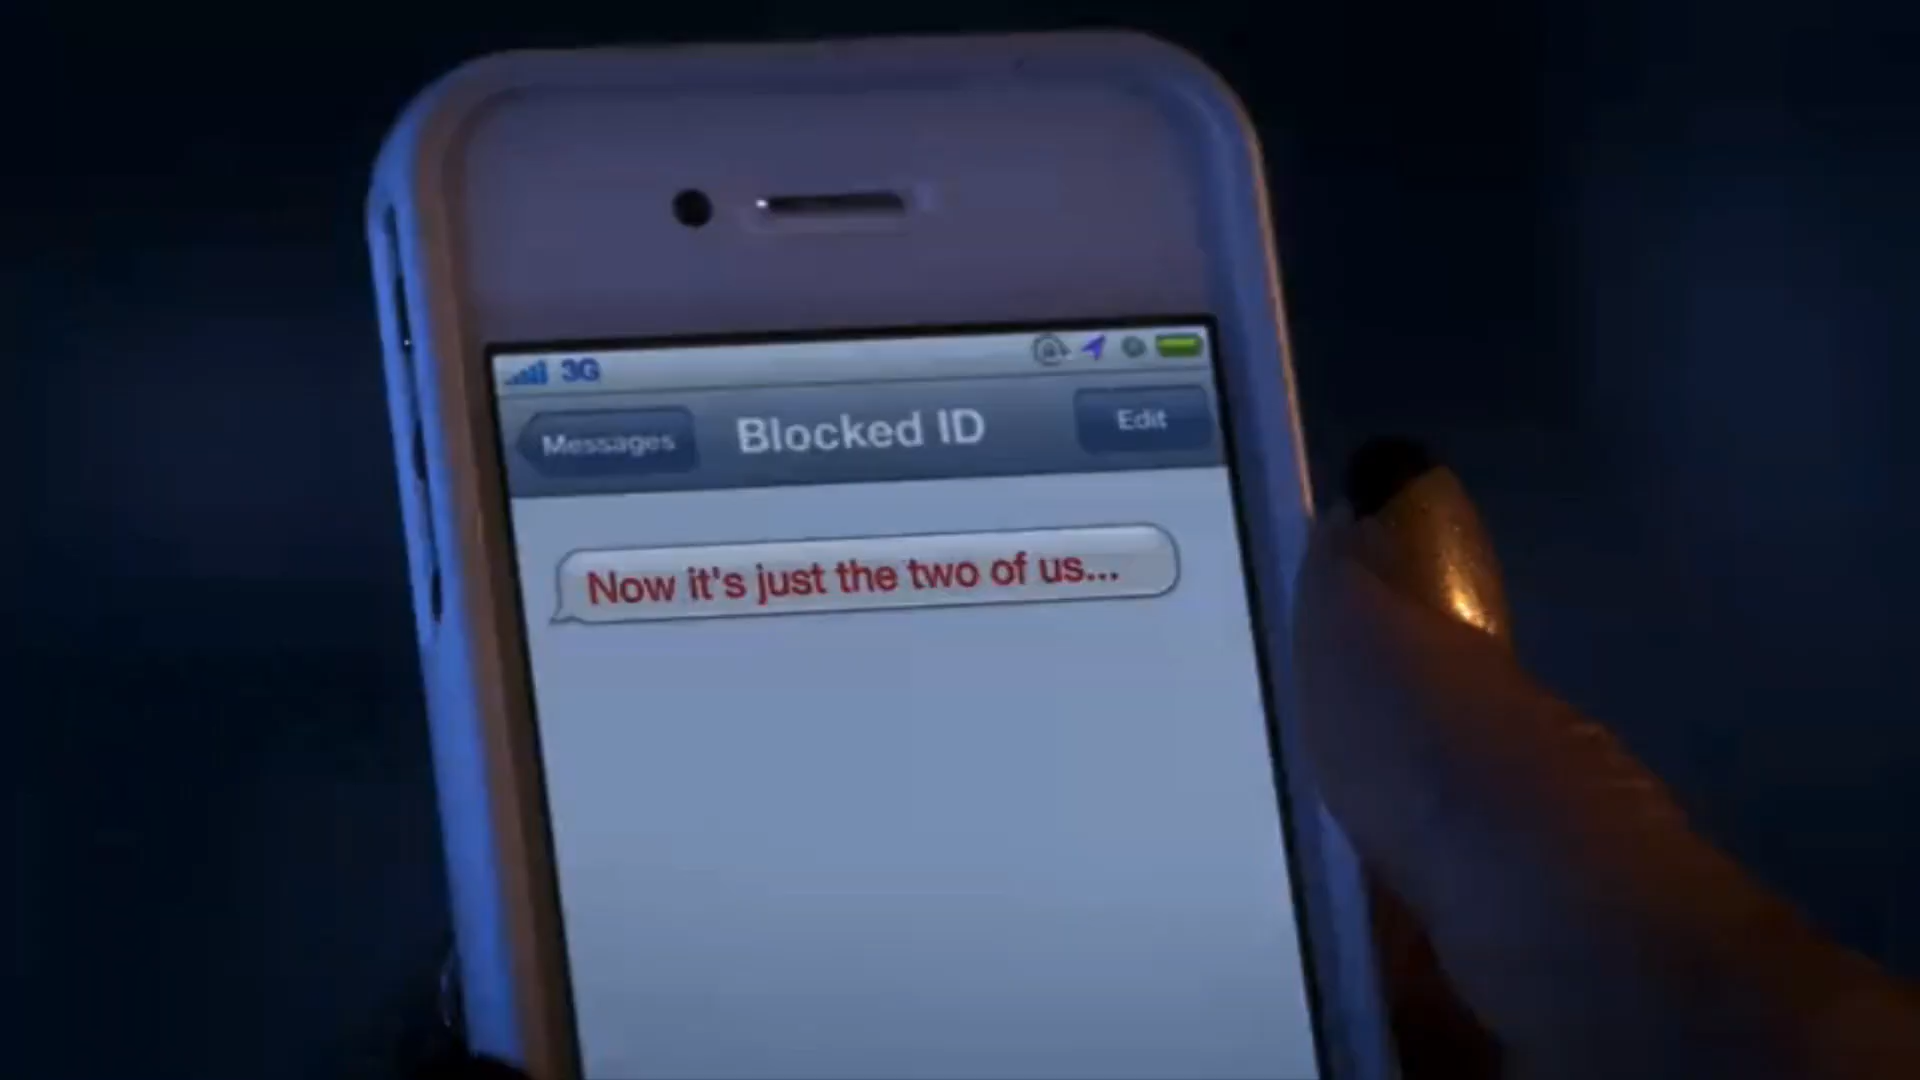 3G
Messages
Blocked ID
Edit
Now it's just the two of us...